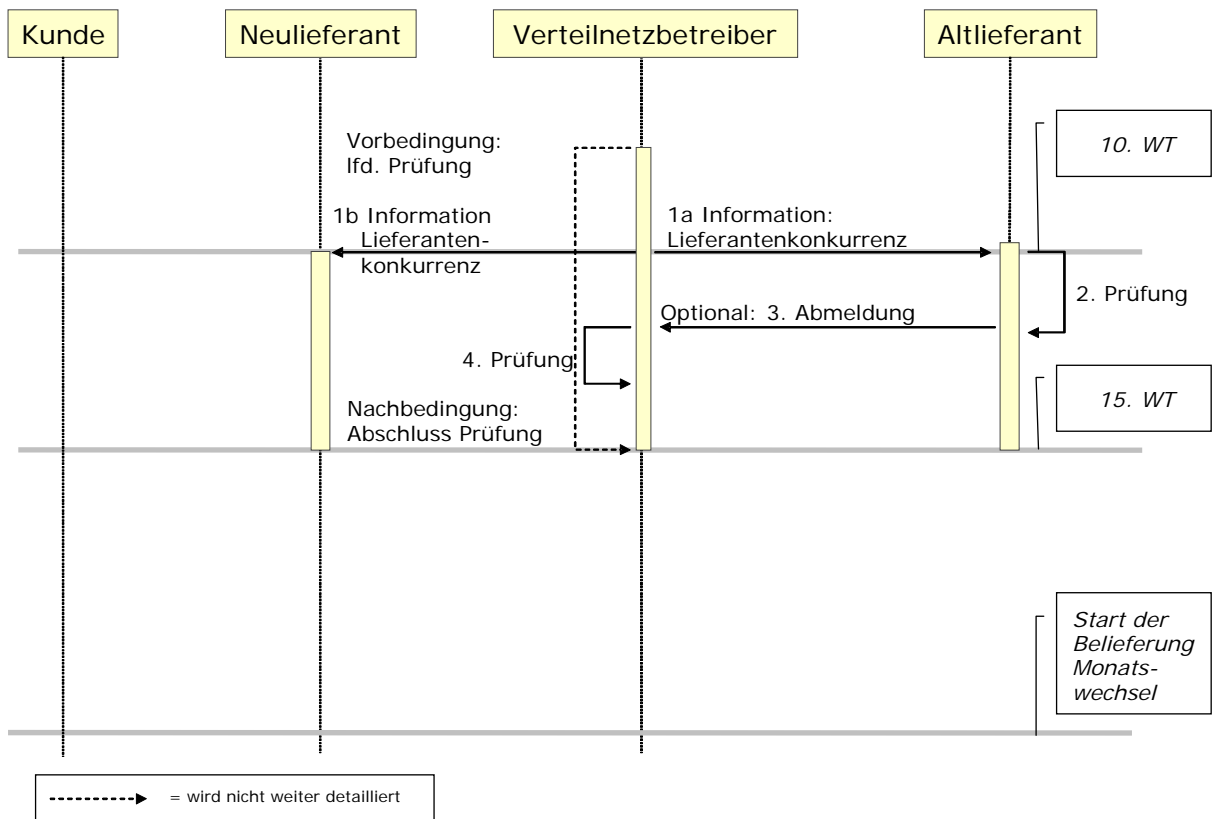 Kunde
Neulieferant
Verteilnetzbetreiber
Altlieferant
Vorbedingung:
lfd. Prüfung
10. WT
1b Information
Lieferanten-
konkurrenz
1a Information:
Lieferantenkonkurrenz
2. Prüfung
Optional: 3. Abmeldung
4. Prüfung
15. WT
Nachbedingung:
Abschluss Prüfung
Start der
Belieferung
Monats-
wechsel
= wird nicht weiter detailliert